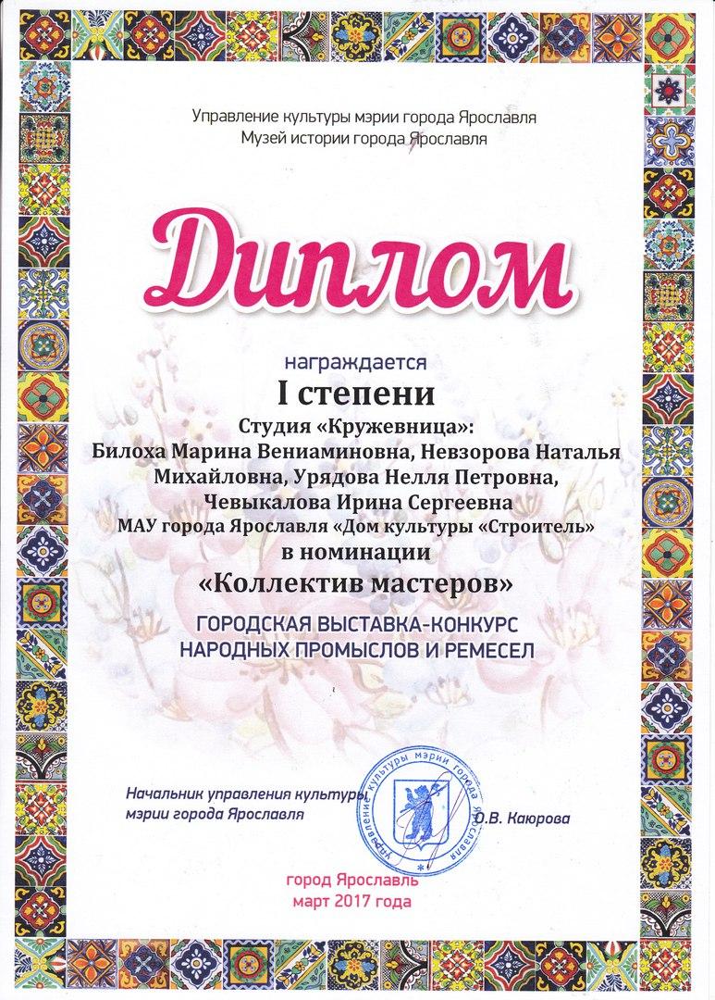 Управление культуры мэрии города Ярославля
Музей истории города Ярославля
Диплом
награждается
I степени
Студия «Кружевница»:
Билоха Марина Вениаминовна, Невзорова Наталья
Михайловна, Урядова Нелля Петровна,
Чевыкалова Ирина Сергеевна
МАУ города Ярославля «Дом культуры «Строитель»
в номинации
«Коллектив мастеров»
ГОРОДСКАЯ ВЫСТАВКА-КОНКУРС
НАРОДНЫХ ПРОМЫСЛОВ И РЕМЕСЕЛ
Начальник управления культуры
мэрии города Ярославля
О.В. Каюрова
управление культуры мэрии города Ярославля
город Ярославль
март 2017 года